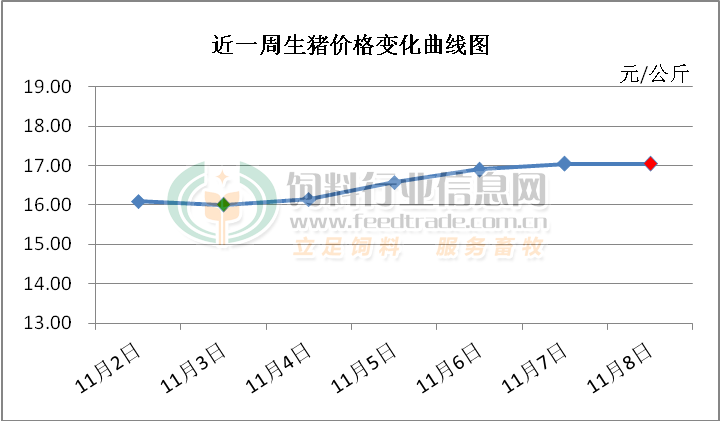 近一周生猪价格变化曲线图
元/公斤
19.00
18.00
17.00
16.00
15.00
14.00
13.00
饲料行业信息网
www.feedtrade.com.cn
立足饲料 服务畜牧
11月2日
11月3日
11月4日
11月5日
11月6日
11月7日
11月8日